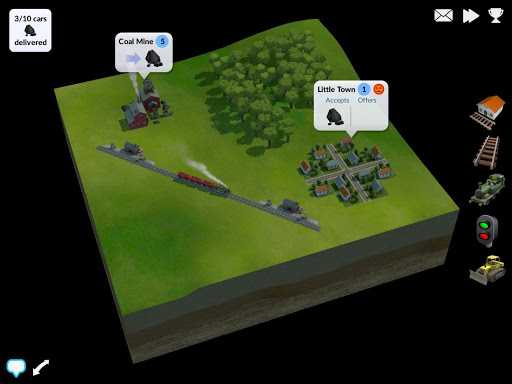 3/10 cars
delivered
Coal Mine 5
Little Town 1
Accepts Offers